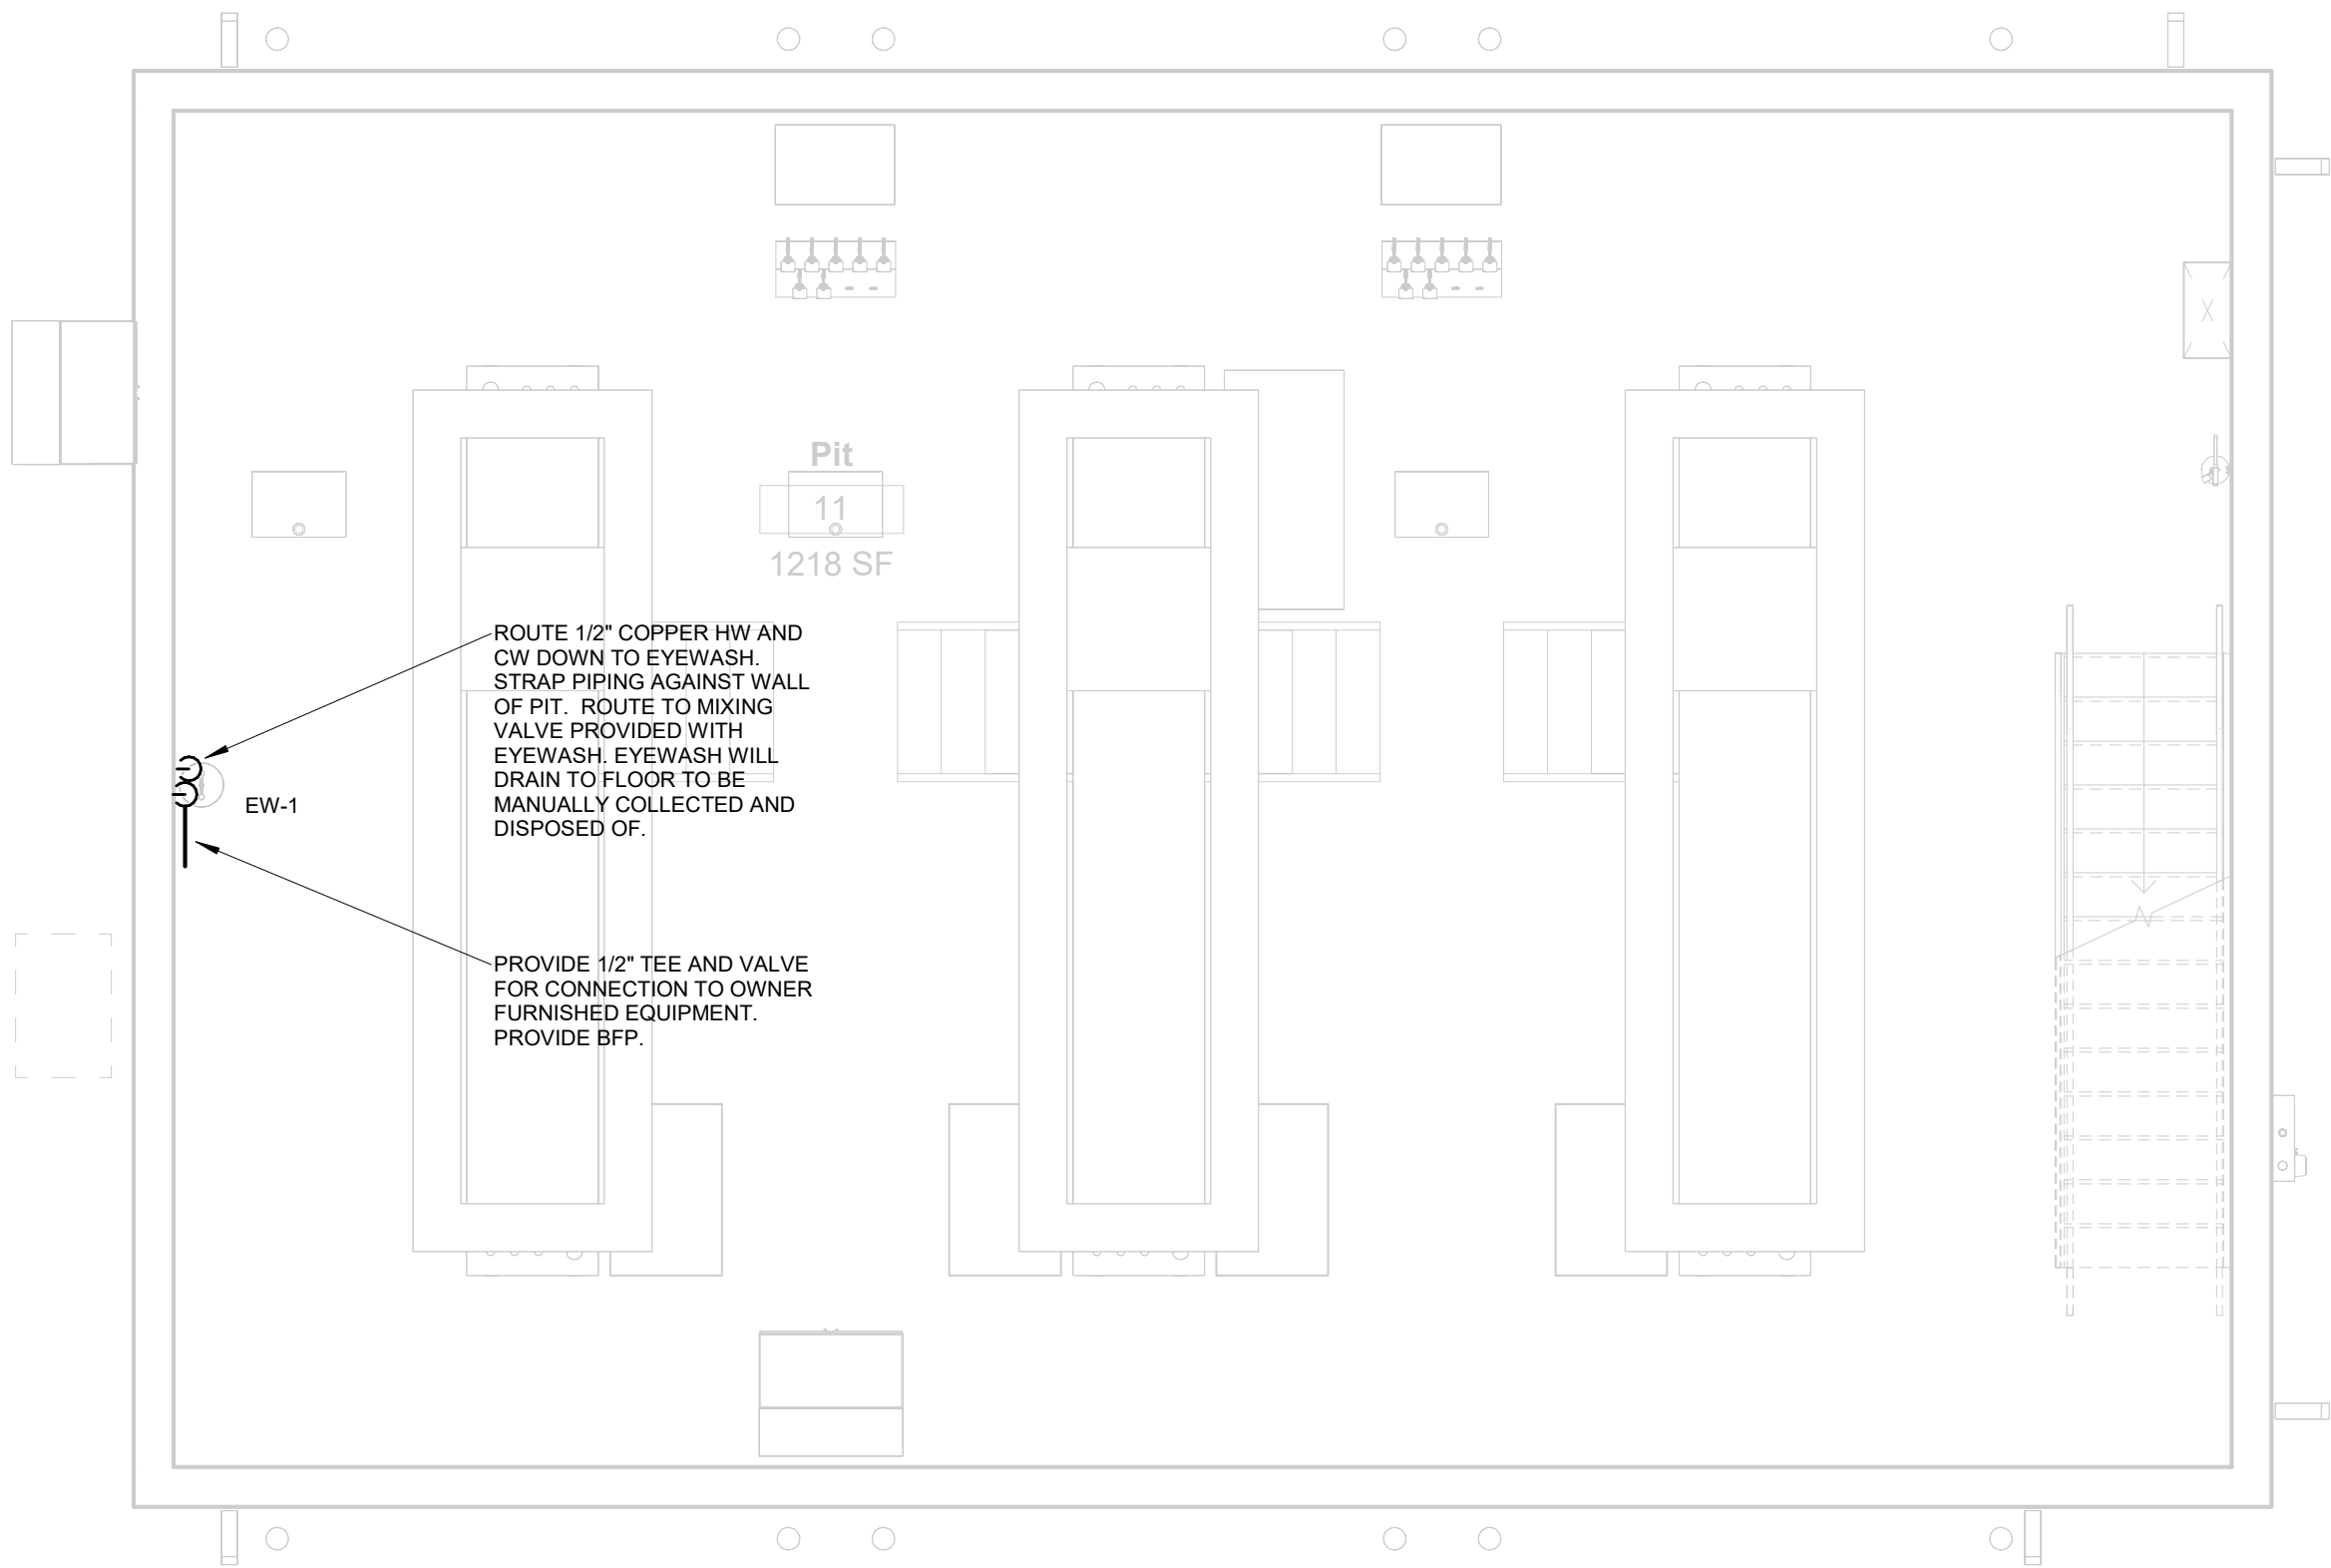 Pit
11
1218 SF
ROUTE 1/2" COPPER HW AND
CW DOWN TO EYEWASH.
STRAP PIPING AGAINST WALL
OF PIT.  ROUTE TO MIXING
VALVE PROVIDED WITH
EYEWASH. EYEWASH WILL
DRAIN TO FLOOR TO BE
MANUALLY COLLECTED AND
DISPOSED OF.
EW-1
PROVIDE 1/2" TEE AND VALVE
FOR CONNECTION TO OWNER
FURNISHED EQUIPMENT.
PROVIDE BFP.